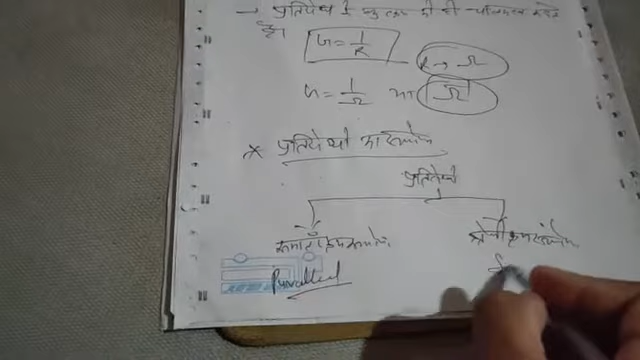 → प्रतिरोध के व्युत्क्रम को ही चालकता कहते
है।
G = 1/R R → Ω
G = 1/Ω या ℧
* प्रतिरोधों का संयोजन
प्रतिरोधों
समान्तर क्रम संयोजन श्रेणी क्रम संयोजन
Parallel S